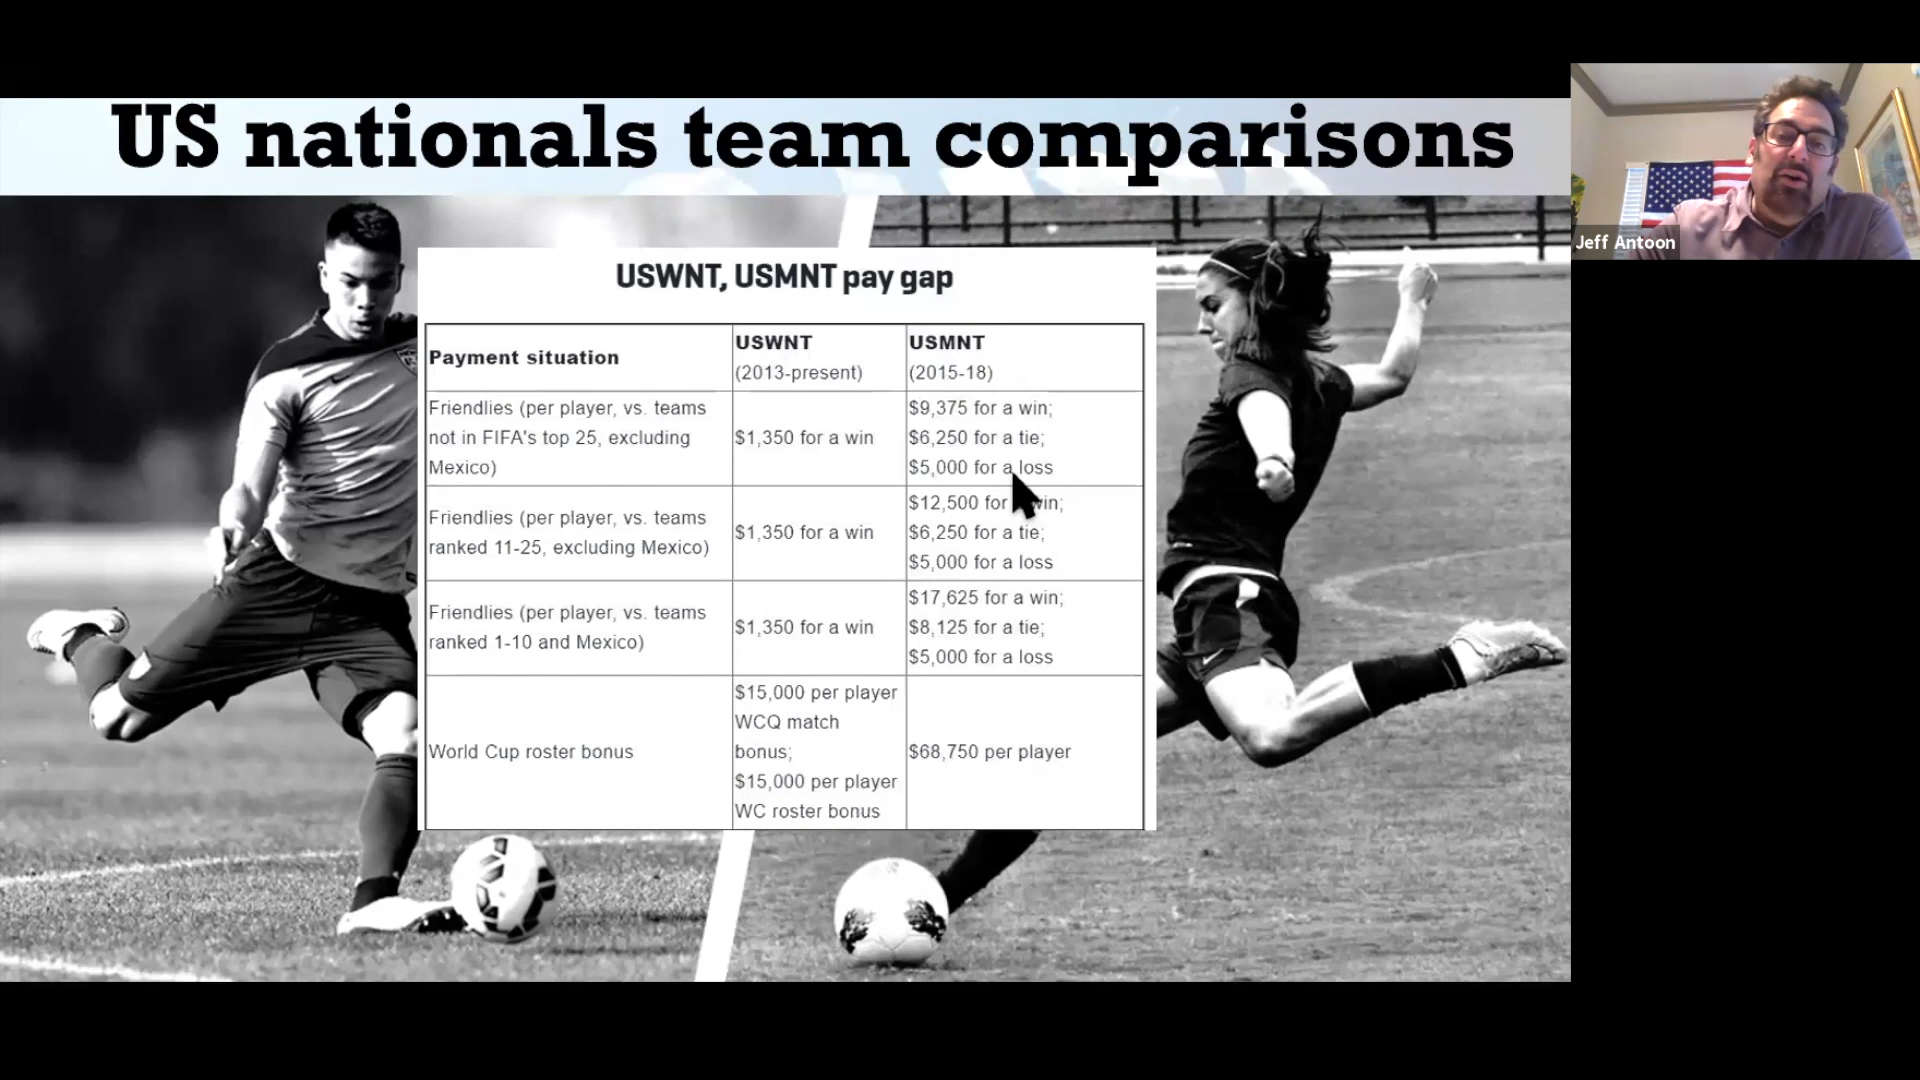 US nationals team comparisons
Jeff Antoon
USWNT, USMNT pay gap
Payment situation
USWNT
(2013-present)
USMNT
(2015-18)
Friendlies (per player, vs. teams
not in FIFA's top 25, excluding
Mexico)
$1,350 for a win
$9,375 for a win;
$6,250 for a tie;
$5,000 for a loss
Friendlies (per player, vs. teams
ranked 11-25, excluding Mexico)
$1,350 for a win
$12,500 for win;
$6,250 for a tie;
$5,000 for a loss
Friendlies (per player, vs. teams
ranked 1-10 and Mexico)
$1,350 for a win
$17,625 for a win;
$8,125 for a tie;
$5,000 for a loss
World Cup roster bonus
$15,000 per player
WCQ match
bonus;
$15,000 per player
WC roster bonus
$68,750 per player